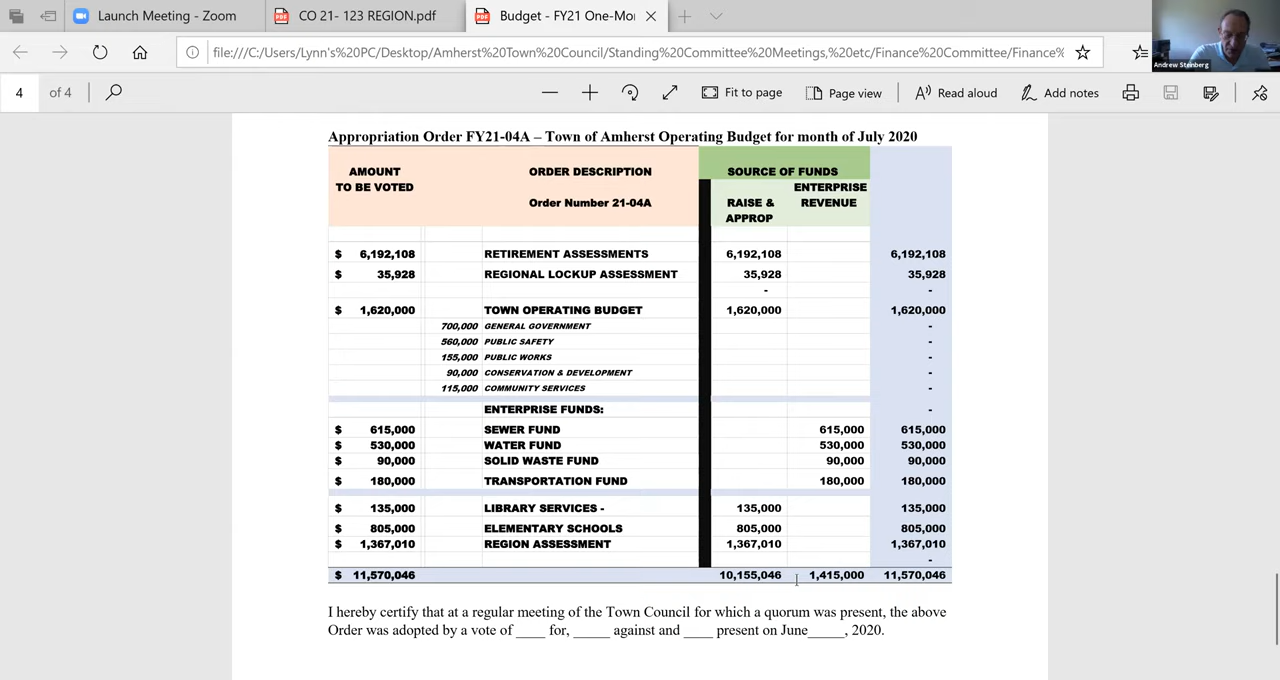 Launch Meeting - Zoom
CO 21- 123 REGION.pdf
Budget - FY21 One-Mo
file:///C:/Users/Lynn's%20PC/Desktop/Amherst%20Town%20Council/Standing%20Committee%20Meetings,%20etc/Finance%20Committee/Finance%
Andrew Steinberg
4 of 4
Fit to page
Page view
Read aloud
Add notes
Appropriation Order FY21-04A – Town of Amherst Operating Budget for month of July 2020
AMOUNT ORDER DESCRIPTION SOURCE OF FUNDS
TO BE VOTED ENTERPRISE
Order Number 21-04A RAISE & REVENUE
APPROP
$ 6,192,108 RETIREMENT ASSESSMENTS 6,192,108 6,192,108
$ 35,928 REGIONAL LOCKUP ASSESSMENT 35,928 35,928
- -
$ 1,620,000 TOWN OPERATING BUDGET 1,620,000 1,620,000
700,000 GENERAL GOVERNMENT -
560,000 PUBLIC SAFETY -
155,000 PUBLIC WORKS -
90,000 CONSERVATION & DEVELOPMENT -
115,000 COMMUNITY SERVICES -
ENTERPRISE FUNDS: -
$ 615,000 SEWER FUND 615,000 615,000
$ 530,000 WATER FUND 530,000 530,000
$ 90,000 SOLID WASTE FUND 90,000 90,000
$ 180,000 TRANSPORTATION FUND 180,000 180,000
$ 135,000 LIBRARY SERVICES - 135,000 135,000
$ 805,000 ELEMENTARY SCHOOLS 805,000 805,000
$ 1,367,010 REGION ASSESSMENT 1,367,010 1,367,010
-
$ 11,570,046 10,155,046 1,415,000 11,570,046
I hereby certify that at a regular meeting of the Town Council for which a quorum was present, the above
Order was adopted by a vote of ____ for, _____ against and ____ present on June_____, 2020.